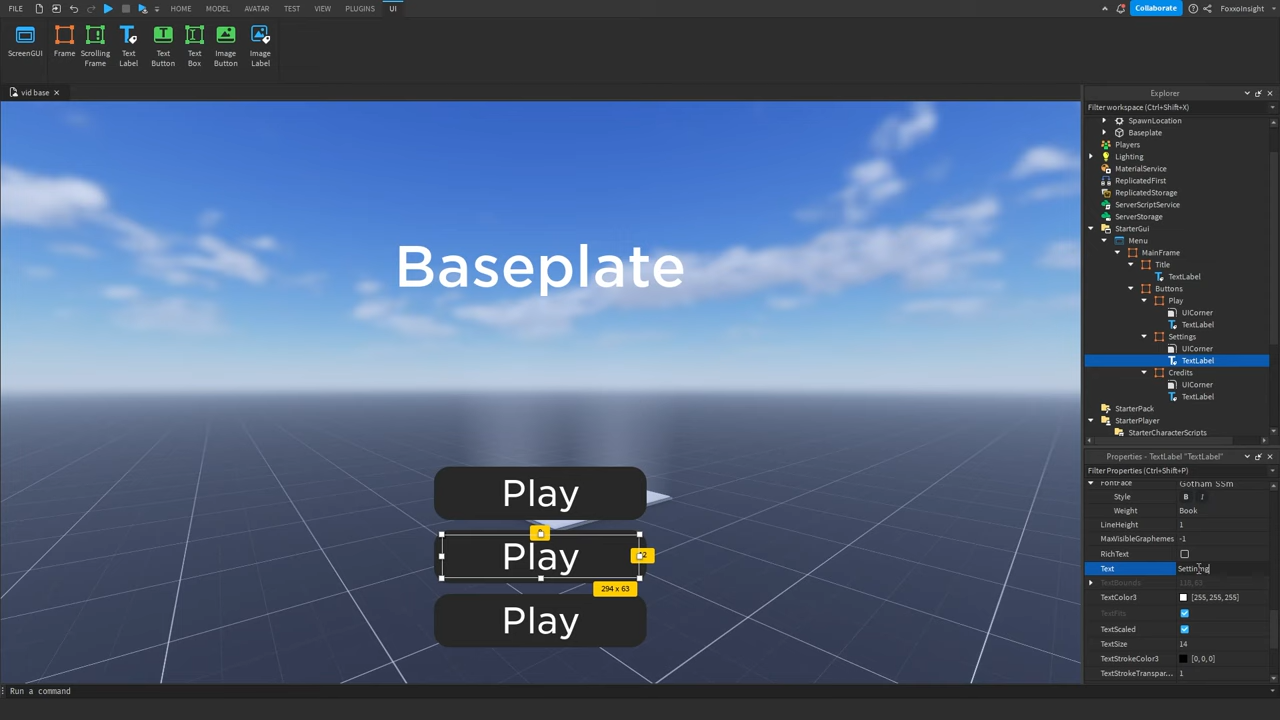 FILE HOME MODEL AVATAR TEST VIEW PLUGINS UI Collaborate FoxxoInsight
ScreenGUI Frame Scrolling Frame Text Label Text Button Text Box Image Button Image Label
vid base
Explorer
Filter workspace (Ctrl+Shift+X)
SpawnLocation
Baseplate
Players
Lighting
MaterialService
ReplicatedFirst
ReplicatedStorage
ServerScriptService
ServerStorage
StarterGui
Menu
MainFrame
Title
TextLabel
Buttons
Play
UICorner
TextLabel
Settings
UICorner
TextLabel
Credits
UICorner
TextLabel
StarterPack
StarterPlayer
StarterCharacterScripts
Baseplate
Play
Play
294 x 63
Play
Properties - TextLabel "TextLabel"
Filter Properties (Ctrl+Shift+P)
FontFace Gotham SSm
Style B I
Weight Book
LineHeight 1
MaxVisibleGraphemes -1
RichText
Text
TextBounds
TextColor3 [255,255,255]
TextFits
TextScaled
TextSize 14
TextStrokeColor3 [0,0,0]
TextStrokeTranspar... 1
Run a command